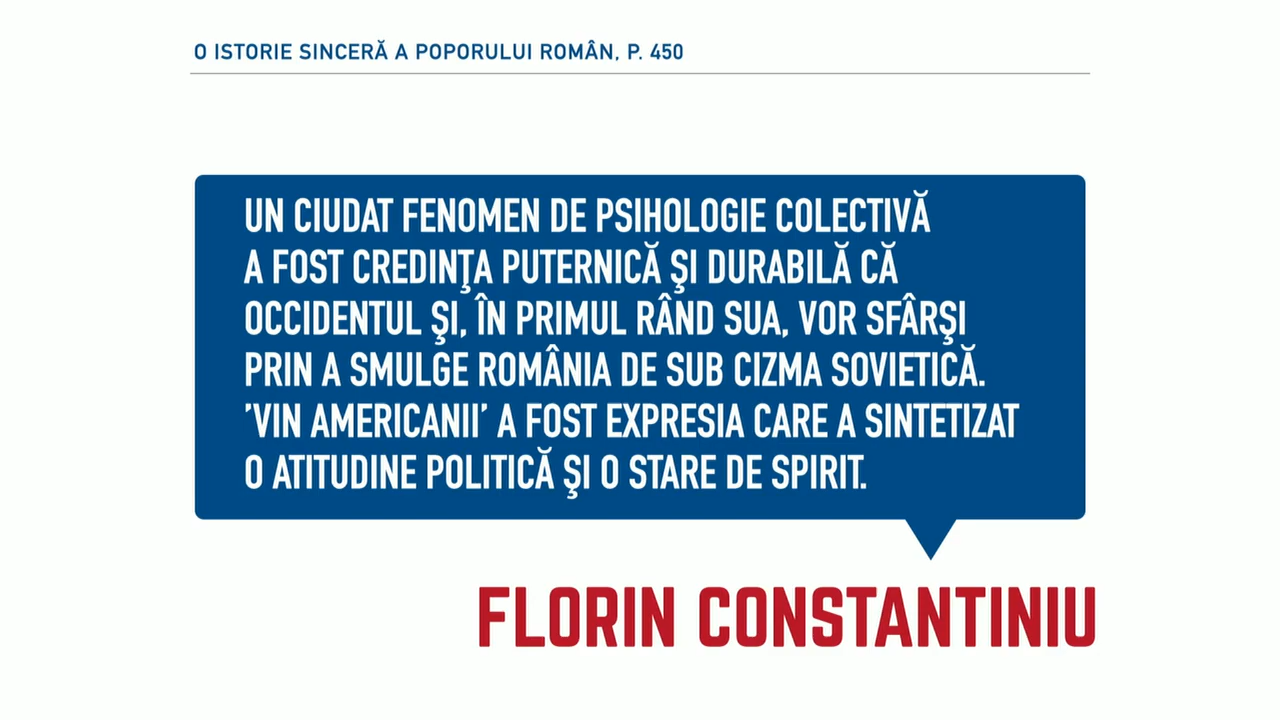 O ISTORIE SINCERĂ A POPORULUI ROMÂN, P. 450
UN CIUDAT FENOMEN DE PSIHOLOGIE COLECTIVĂ
A FOST CREDINŢA PUTERNICĂ ŞI DURABILĂ CĂ
OCCIDENTUL ŞI, ÎN PRIMUL RÂND SUA, VOR SFÂRŞI
PRIN A SMULGE ROMÂNIA DE SUB CIZMA SOVIETICĂ.
’VIN AMERICANII’ A FOST EXPRESIA CARE A SINTETIZAT
O ATITUDINE POLITICĂ ŞI O STARE DE SPIRIT.
FLORIN CONSTANTINIU